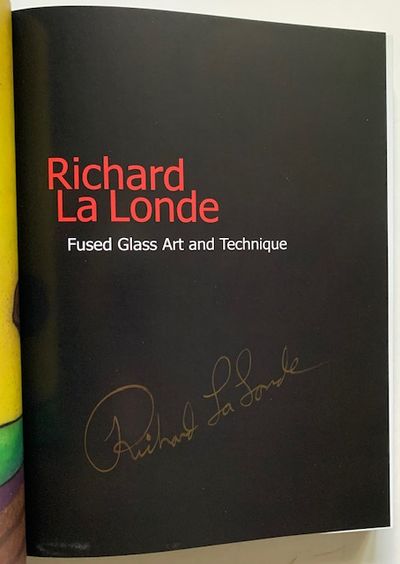 Richard
La Londe
Fused Glass Art and Technique
Richard La Londe